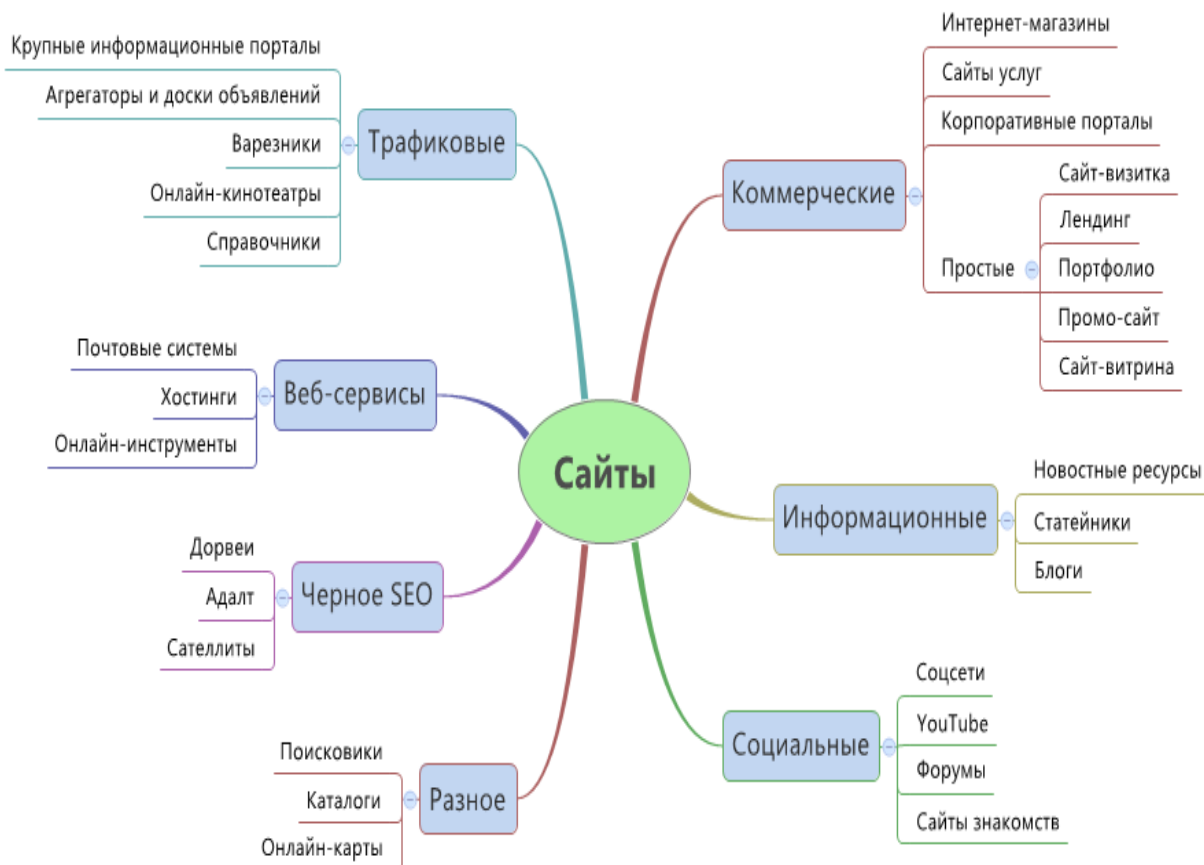 Сайты
Трафиковые
Крупные информационные порталы
Агрегаторы и доски объявлений
Варезники
Онлайн-кинотеатры
Справочники
Веб-сервисы
Почтовые системы
Хостинги
Онлайн-инструменты
Черное SEO
Дорвеи
Адалт
Сателлиты
Разное
Поисковики
Каталоги
Онлайн-карты
Коммерческие
Интернет-магазины
Сайты услуг
Корпоративные порталы
Простые
Сайт-визитка
Лендинг
Портфолио
Промо-сайт
Сайт-витрина
Информационные
Новостные ресурсы
Статейники
Блоги
Социальные
Соцсети
YouTube
Форумы
Сайты знакомств